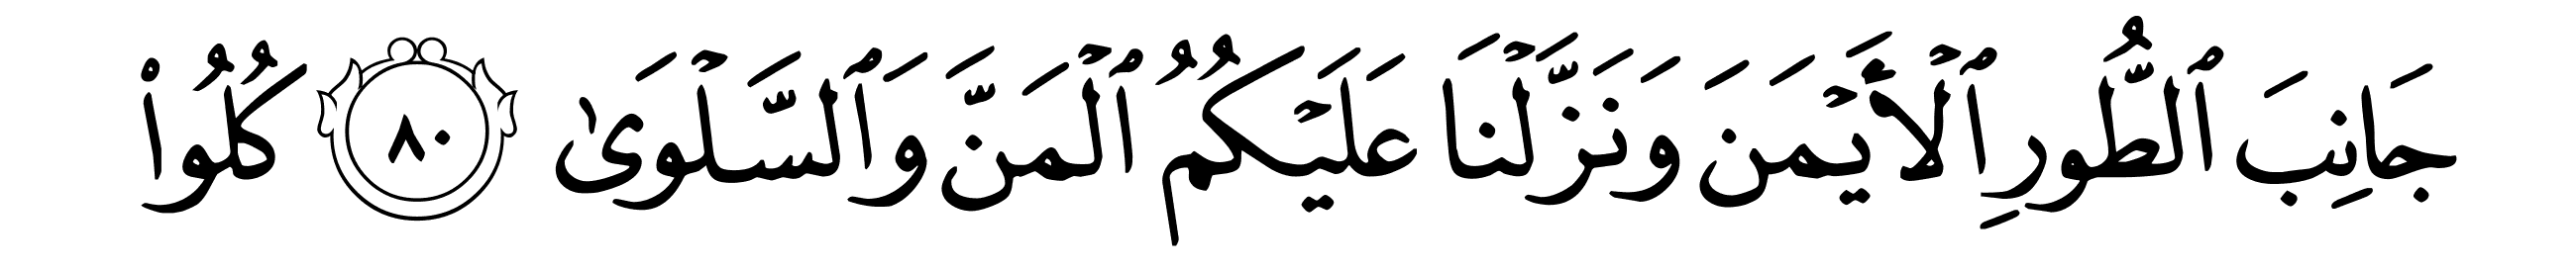 جَانِبَ ٱلطُّورِ ٱلْأَيْمَنَ وَنَزَّلْنَا عَلَيْكُمُ ٱلْمَنَّ وَٱلسَّلْوَىٰ ٨٠ كُلُوا۟